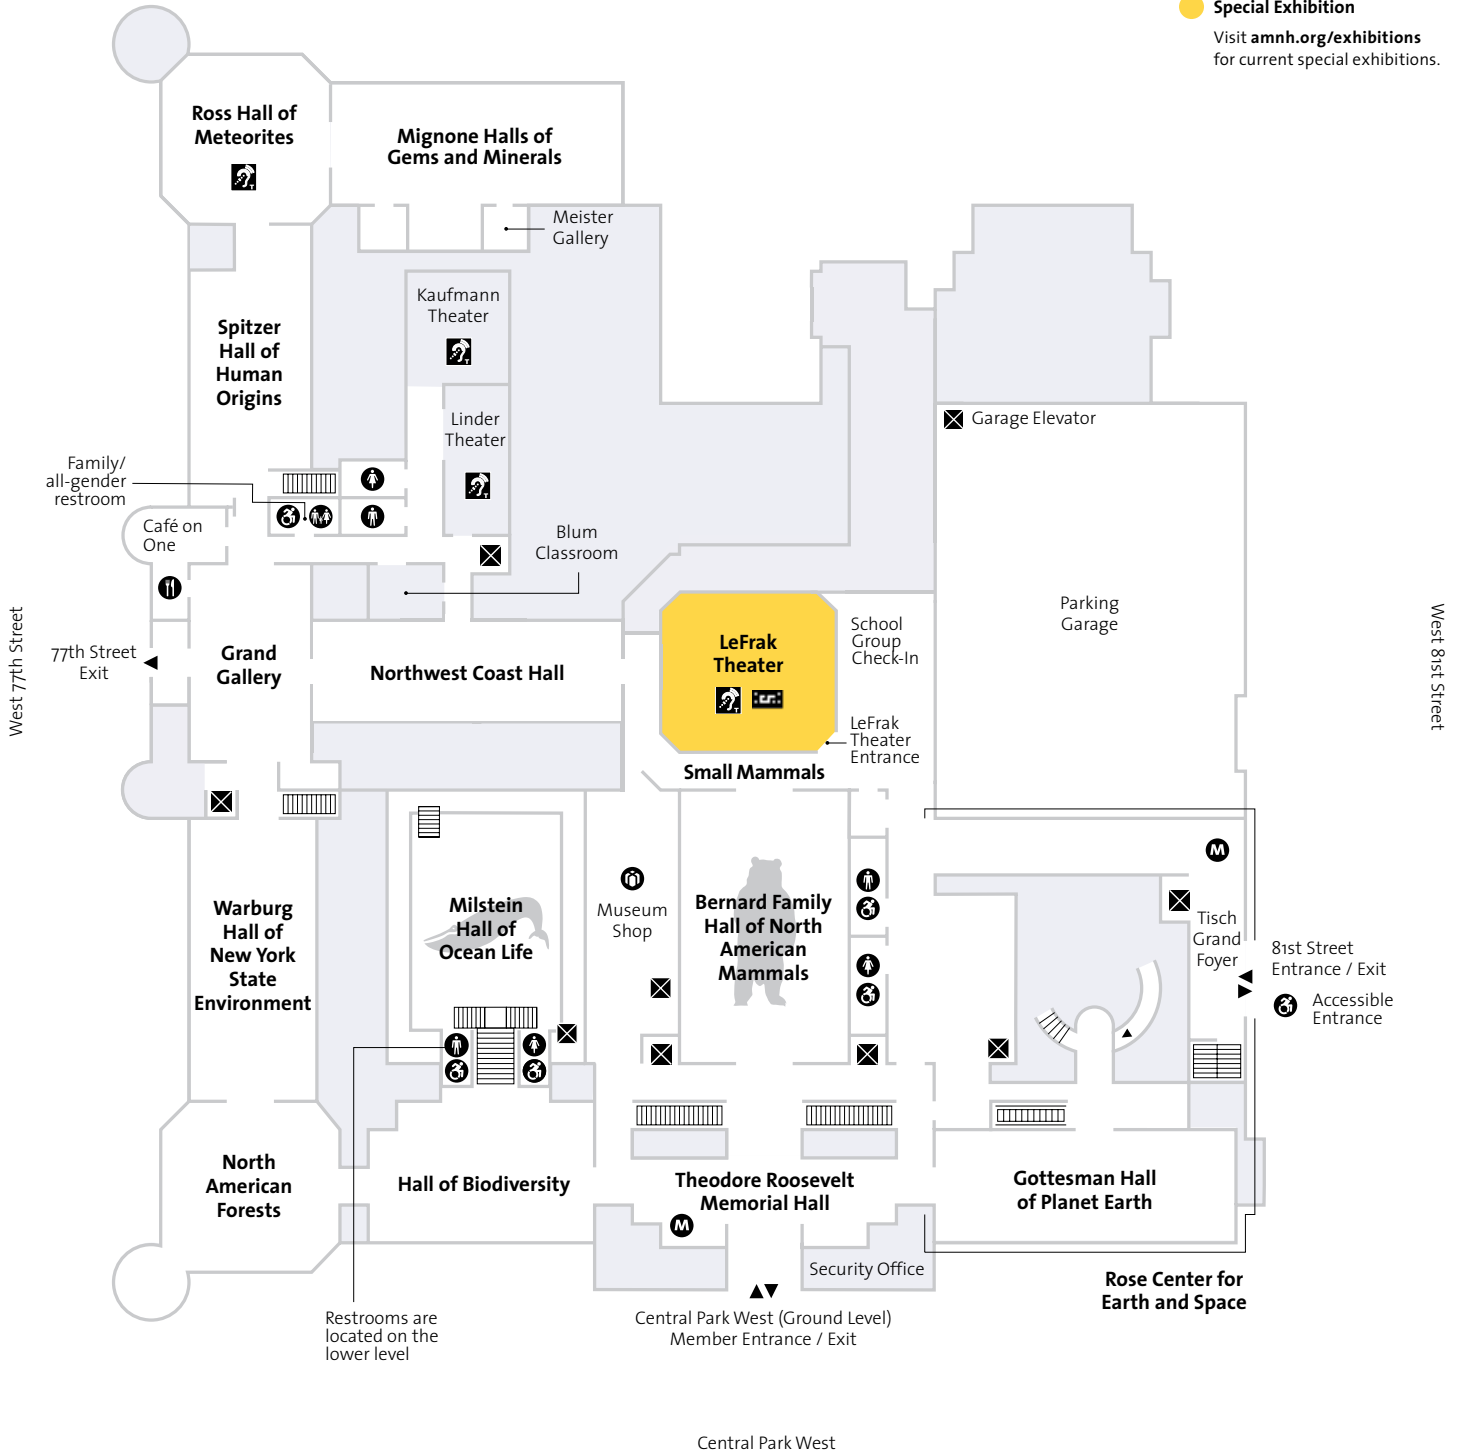 Special Exhibition
Visit amnh.org/exhibitions
for current special exhibitions.
Ross Hall of
Meteorites
T
Mignone Halls of
Gems and Minerals
Meister
Gallery
Kaufmann
Theater
T
Spitzer
Hall of
Human
Origins
Linder
Theater
T
Garage Elevator
Family/
all-gender
restroom
Café on
One
Blum
Classroom
West 77th Street
77th Street
Exit
Grand
Gallery
Northwest Coast Hall
LeFrak
Theater
T
School
Group
Check-In
Parking
Garage
West 81st Street
LeFrak
Theater
Entrance
Small Mammals
M
Warburg
Hall of
New York
State
Environment
Milstein
Hall of
Ocean Life
Museum
Shop
Bernard Family
Hall of North
American
Mammals
Tisch
Grand
Foyer
81st Street
Entrance / Exit
Accessible
Entrance
North
American
Forests
Hall of Biodiversity
Theodore Roosevelt
Memorial Hall
M
Gottesman Hall
of Planet Earth
Security Office
Rose Center for
Earth and Space
Restrooms are
located on the
lower level
Central Park West (Ground Level)
Member Entrance / Exit
Central Park West